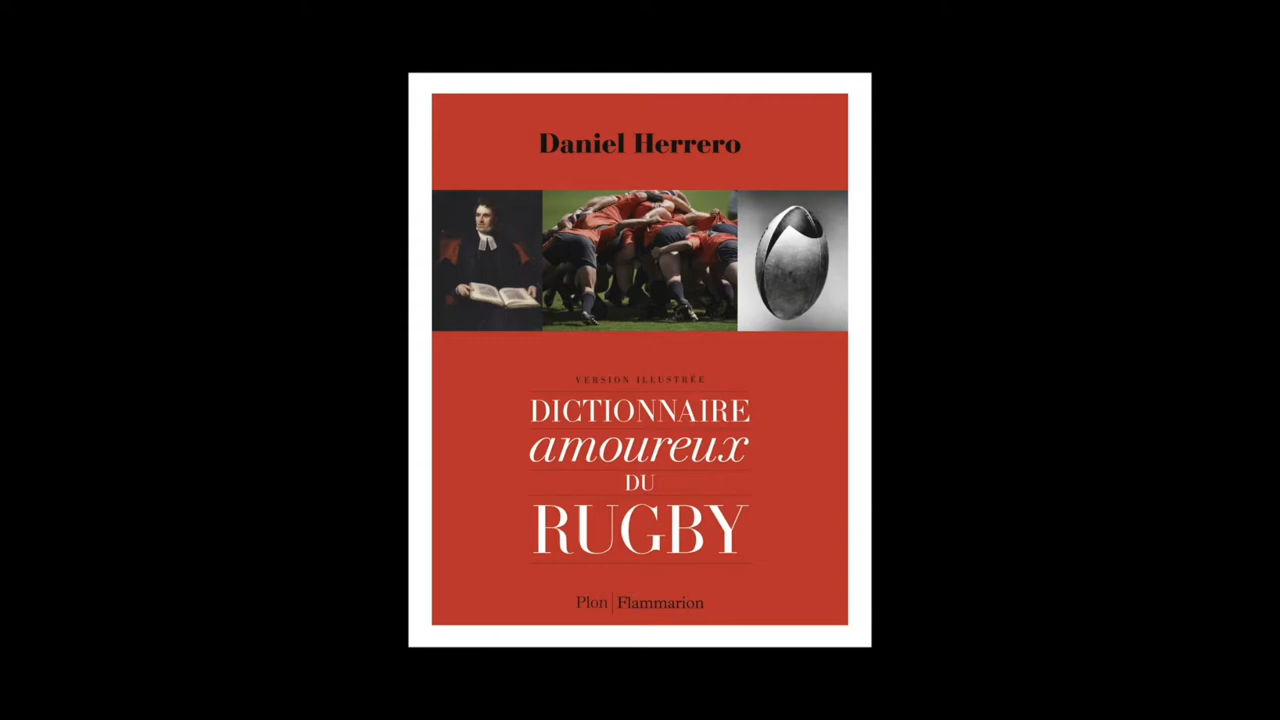 Daniel Herrero
VERSION ILLUSTRÉE
DICTIONNAIRE
amoureux
DU
RUGBY
Plon | Flammarion